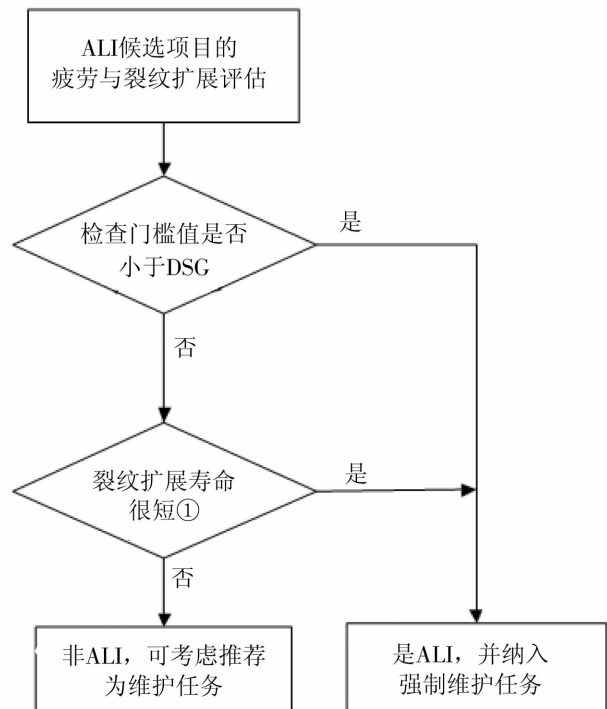 ALI候选项目的
疲劳与裂纹扩展评估
检查门槛值是否
小于DSG
是
否
裂纹扩展寿命
很短①
是
否
非ALI，可考虑推荐
为维护任务
是ALI，并纳入
强制维护任务